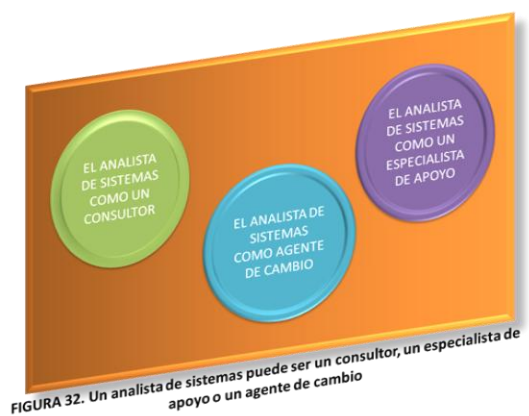 EL ANALISTA
DE SISTEMAS
COMO UN
CONSULTOR
EL ANALISTA DE
SISTEMAS
COMO AGENTE
DE CAMBIO
EL ANALISTA
DE SISTEMAS
COMO UN
ESPECIALISTA
DE APOYO
FIGURA 32. Un analista de sistemas puede ser un consultor, un especialista de
apoyo o un agente de cambio